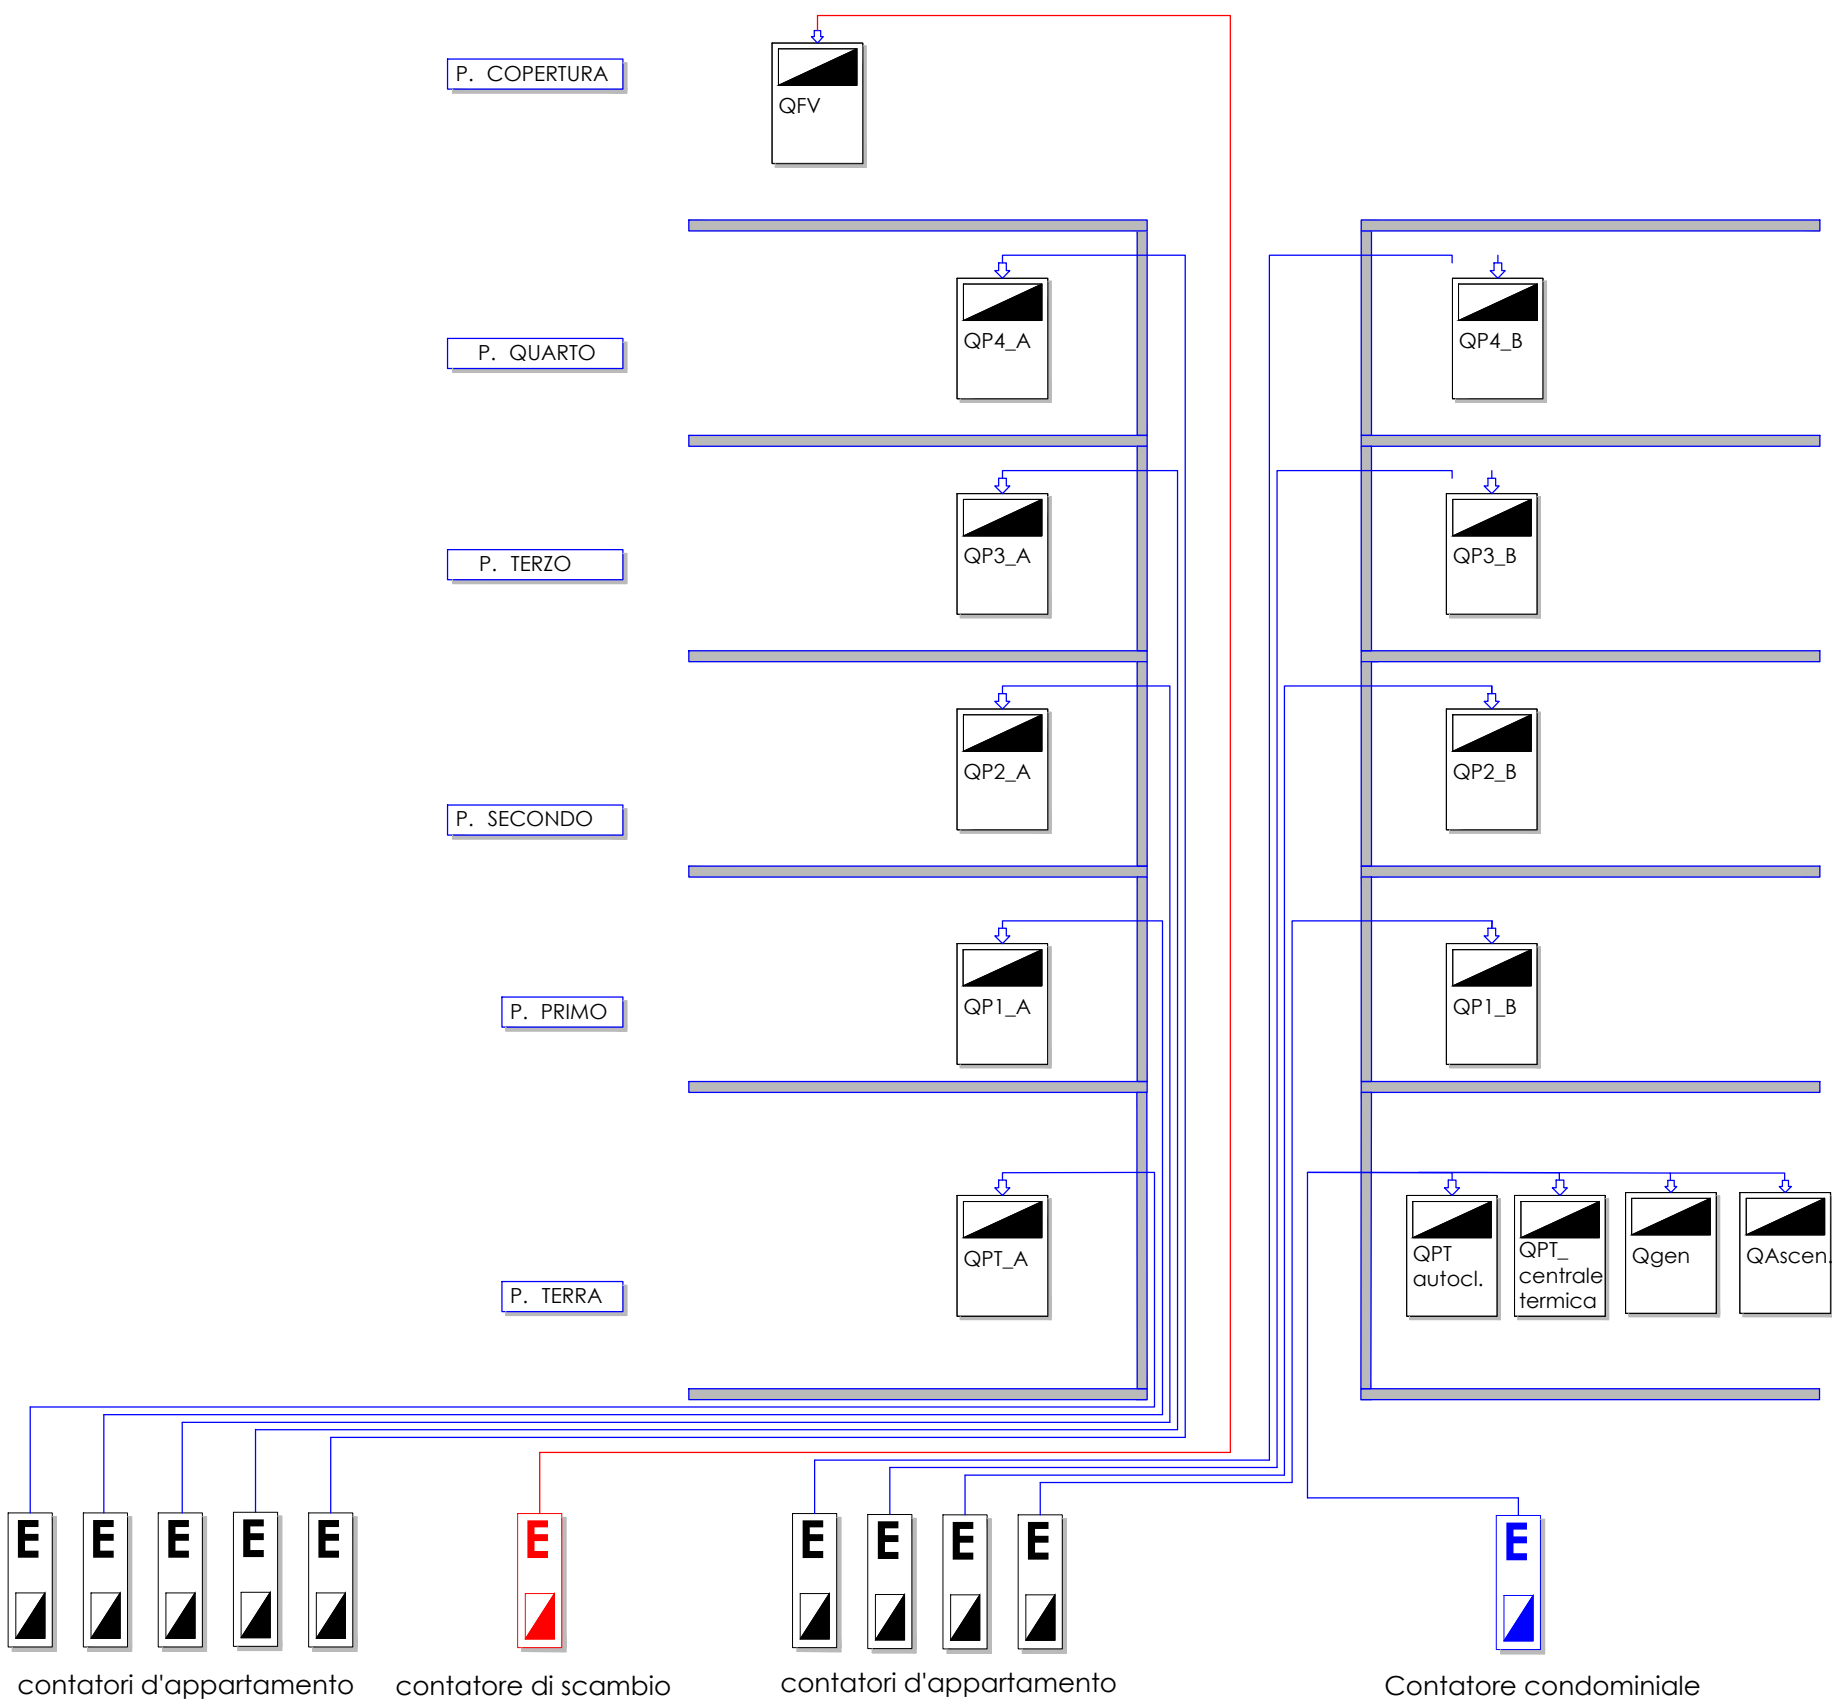 P. COPERTURA
QFV
P. QUARTO
QP4_A
QP4_B
P. TERZO
QP3_A
QP3_B
P. SECONDO
QP2_A
QP2_B
P. PRIMO
QP1_A
QP1_B
P. TERRA
QPT_A
QPT
autocl.
QPT_
centrale
termica
Qgen
QAscen.
E
E
E
E
E
E
E
E
E
E
E
contatori d'appartamento
contatore di scambio
contatori d'appartamento
Contatore condominiale